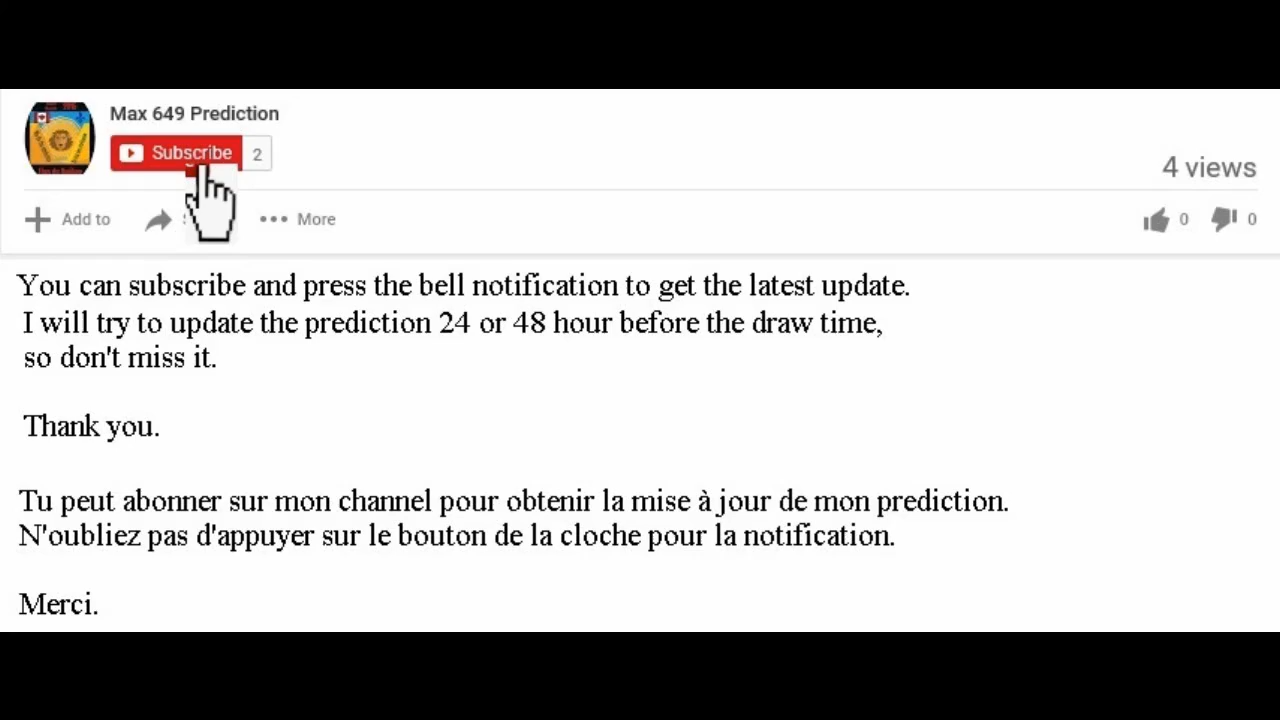 Max 649 Prediction
Subscribe 2
4 views
Add to
More
0 0
You can subscribe and press the bell notification to get the latest update.
I will try to update the prediction 24 or 48 hour before the draw time,
so don't miss it.
Thank you.
Tu peut abonner sur mon channel pour obtenir la mise à jour de mon prediction.
N'oubliez pas d'appuyer sur le bouton de la cloche pour la notification.
Merci.